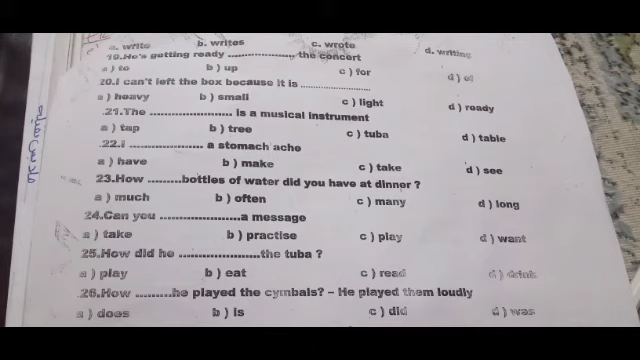 a. write b. writes c. wrote d. writing
19.He's getting ready ...................., the concert
a ) to b ) up c ) for d ) of
20.I can't left the box because it is ......................
a ) heavy b ) small c ) light d ) ready
.21.The ........................ is a musical instrument
a ) tap b ) tree c ) tuba d ) table
.22.I ..................... a stomach ache
a ) have b ) make c ) take d ) see
23.How .........bottles of water did you have at dinner ?
a ) much b ) often c ) many d ) long
24.Can you .......................a message
a ) take b ) practise c ) play d ) want
25.How did he .......................the tuba ?
a ) play b ) eat c ) read d ) drink
.26.How ..........he played the cymbals? – He played them loudly
a ) does b ) is c ) did d ) was